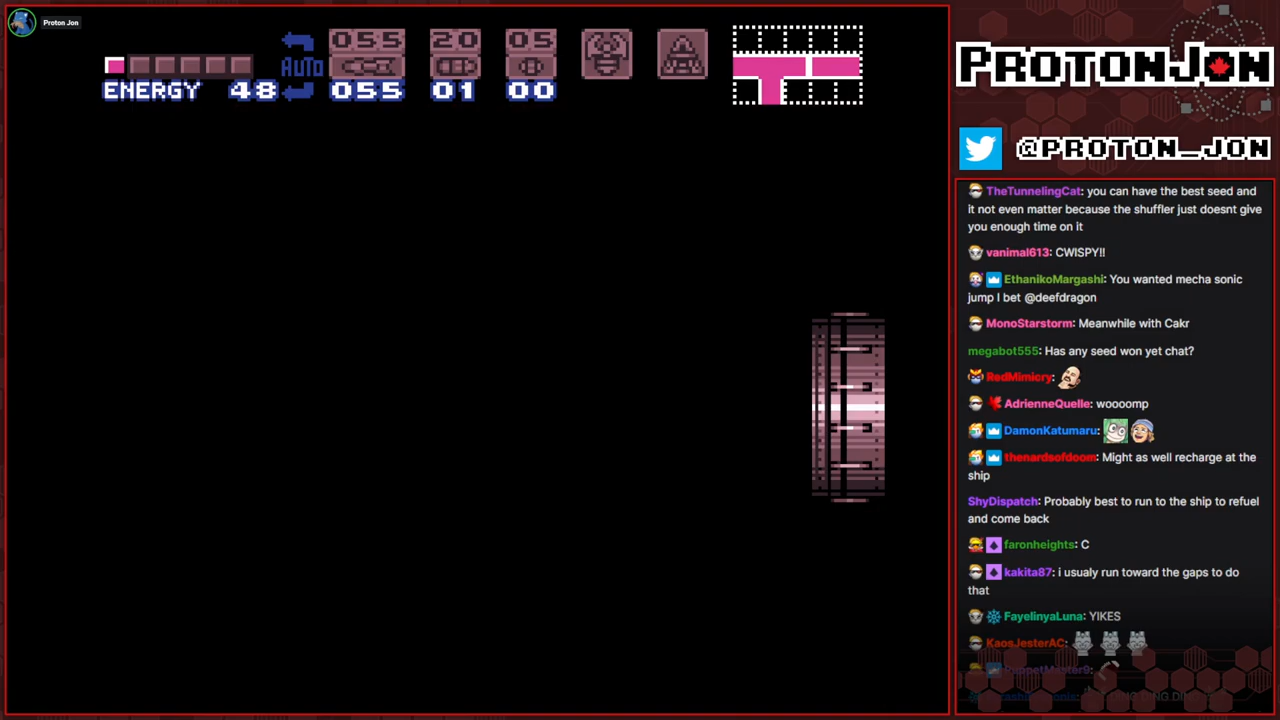 Proton Jon
055 20 05
AUTO
ENERGY 48 055 01 00
PROTONJON
@PROTON_JON
TheTunnelingCat: you can have the best seed and
it not even matter because the shuffler just doesnt give
you enough time on it
vanimal613: CWISPY!!
EthanikoMargashi: You wanted mecha sonic
jump I bet @deefdragon
MonoStarstorm: Meanwhile with Cakr
megabot555: Has any seed won yet chat?
RedMimicry:
AdrienneQuelle: woooomp
DamonKatumaru:
thenardsofdoom: Might as well recharge at the
ship
ShyDispatch: Probably best to run to the ship to refuel
and come back
faronheights: C
kakita87: i usualy run toward the gaps to do
that
FayelinyaLuna: YIKES
KaosJesterAC:
PuppetMaster9: